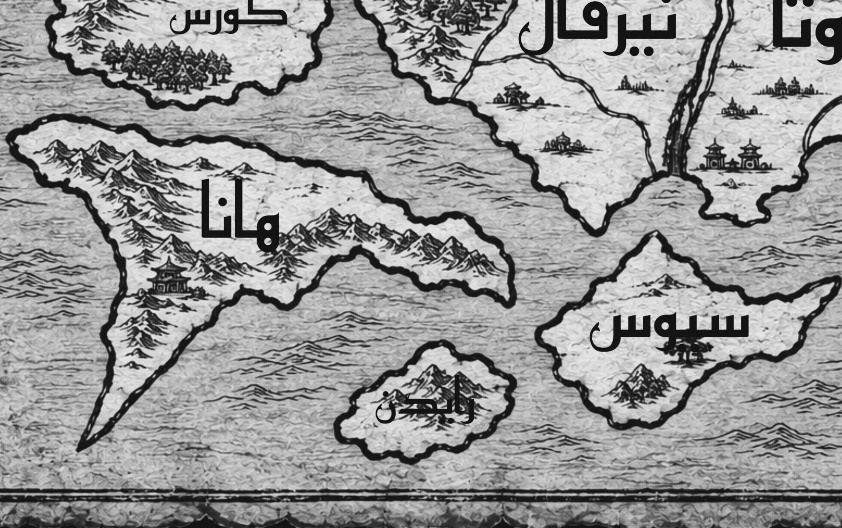 كورس
نيرفال
هانا
سيوس
رايدن